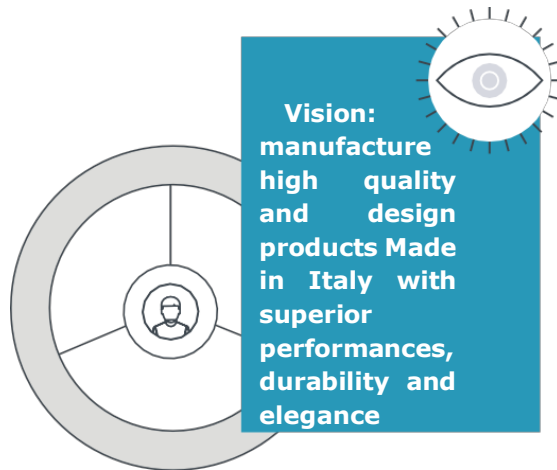 Vision:
manufacture
high quality
and design
products Made
in Italy with
superior
performances,
durability and
elegance